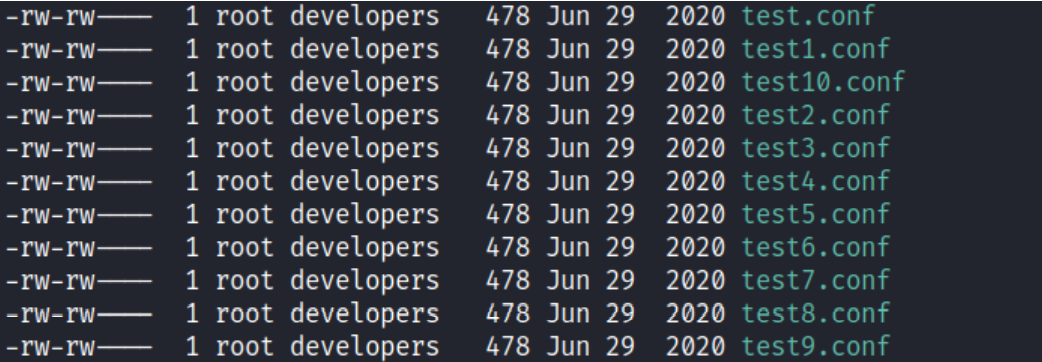 -rw-rw---- 1 root developers 478 Jun 29 2020 test.conf
-rw-rw---- 1 root developers 478 Jun 29 2020 test1.conf
-rw-rw---- 1 root developers 478 Jun 29 2020 test10.conf
-rw-rw---- 1 root developers 478 Jun 29 2020 test2.conf
-rw-rw---- 1 root developers 478 Jun 29 2020 test3.conf
-rw-rw---- 1 root developers 478 Jun 29 2020 test4.conf
-rw-rw---- 1 root developers 478 Jun 29 2020 test5.conf
-rw-rw---- 1 root developers 478 Jun 29 2020 test6.conf
-rw-rw---- 1 root developers 478 Jun 29 2020 test7.conf
-rw-rw---- 1 root developers 478 Jun 29 2020 test8.conf
-rw-rw---- 1 root developers 478 Jun 29 2020 test9.conf